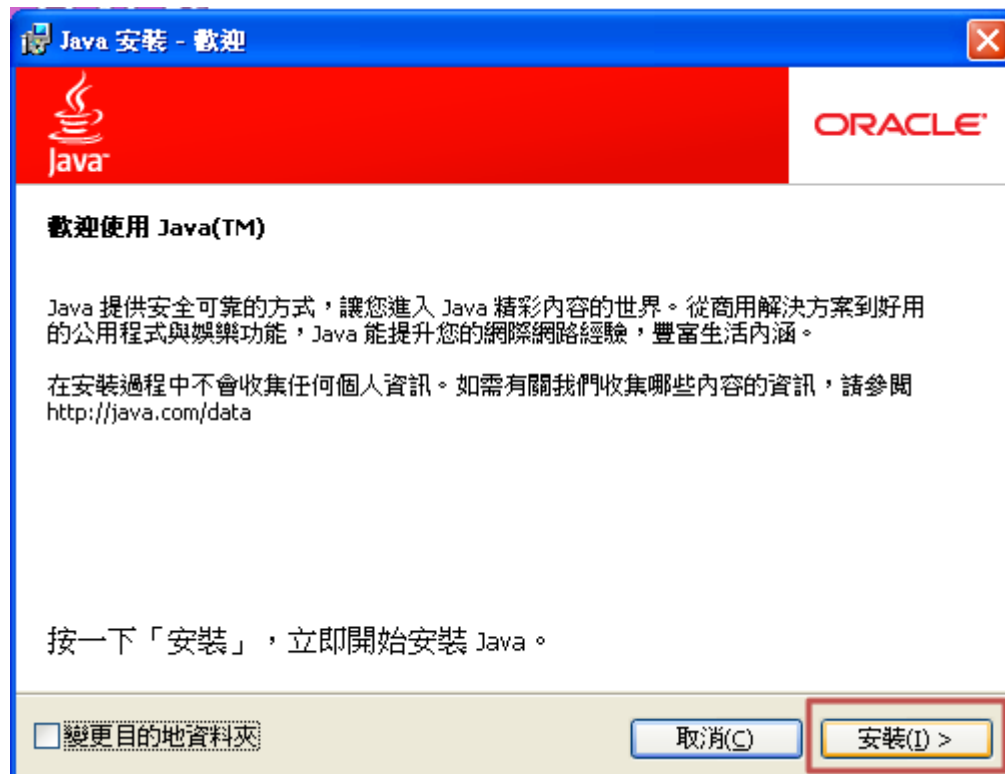 Java 安裝 - 歡迎
Java™
ORACLE®
歡迎使用 Java(TM)
Java 提供安全可靠的方式，讓您進入 Java 精彩內容的世界。從商用解決方案到好用
的公用程式與娛樂功能，Java 能提升您的網際網路經驗，豐富生活內涵。
在安裝過程中不會收集任何個人資訊。如需有關我們收集哪些內容的資訊，請參閱
http://java.com/data
按一下「安裝」，立即開始安裝 Java。
變更目的地資料夾
取消(C)
安裝(I) >